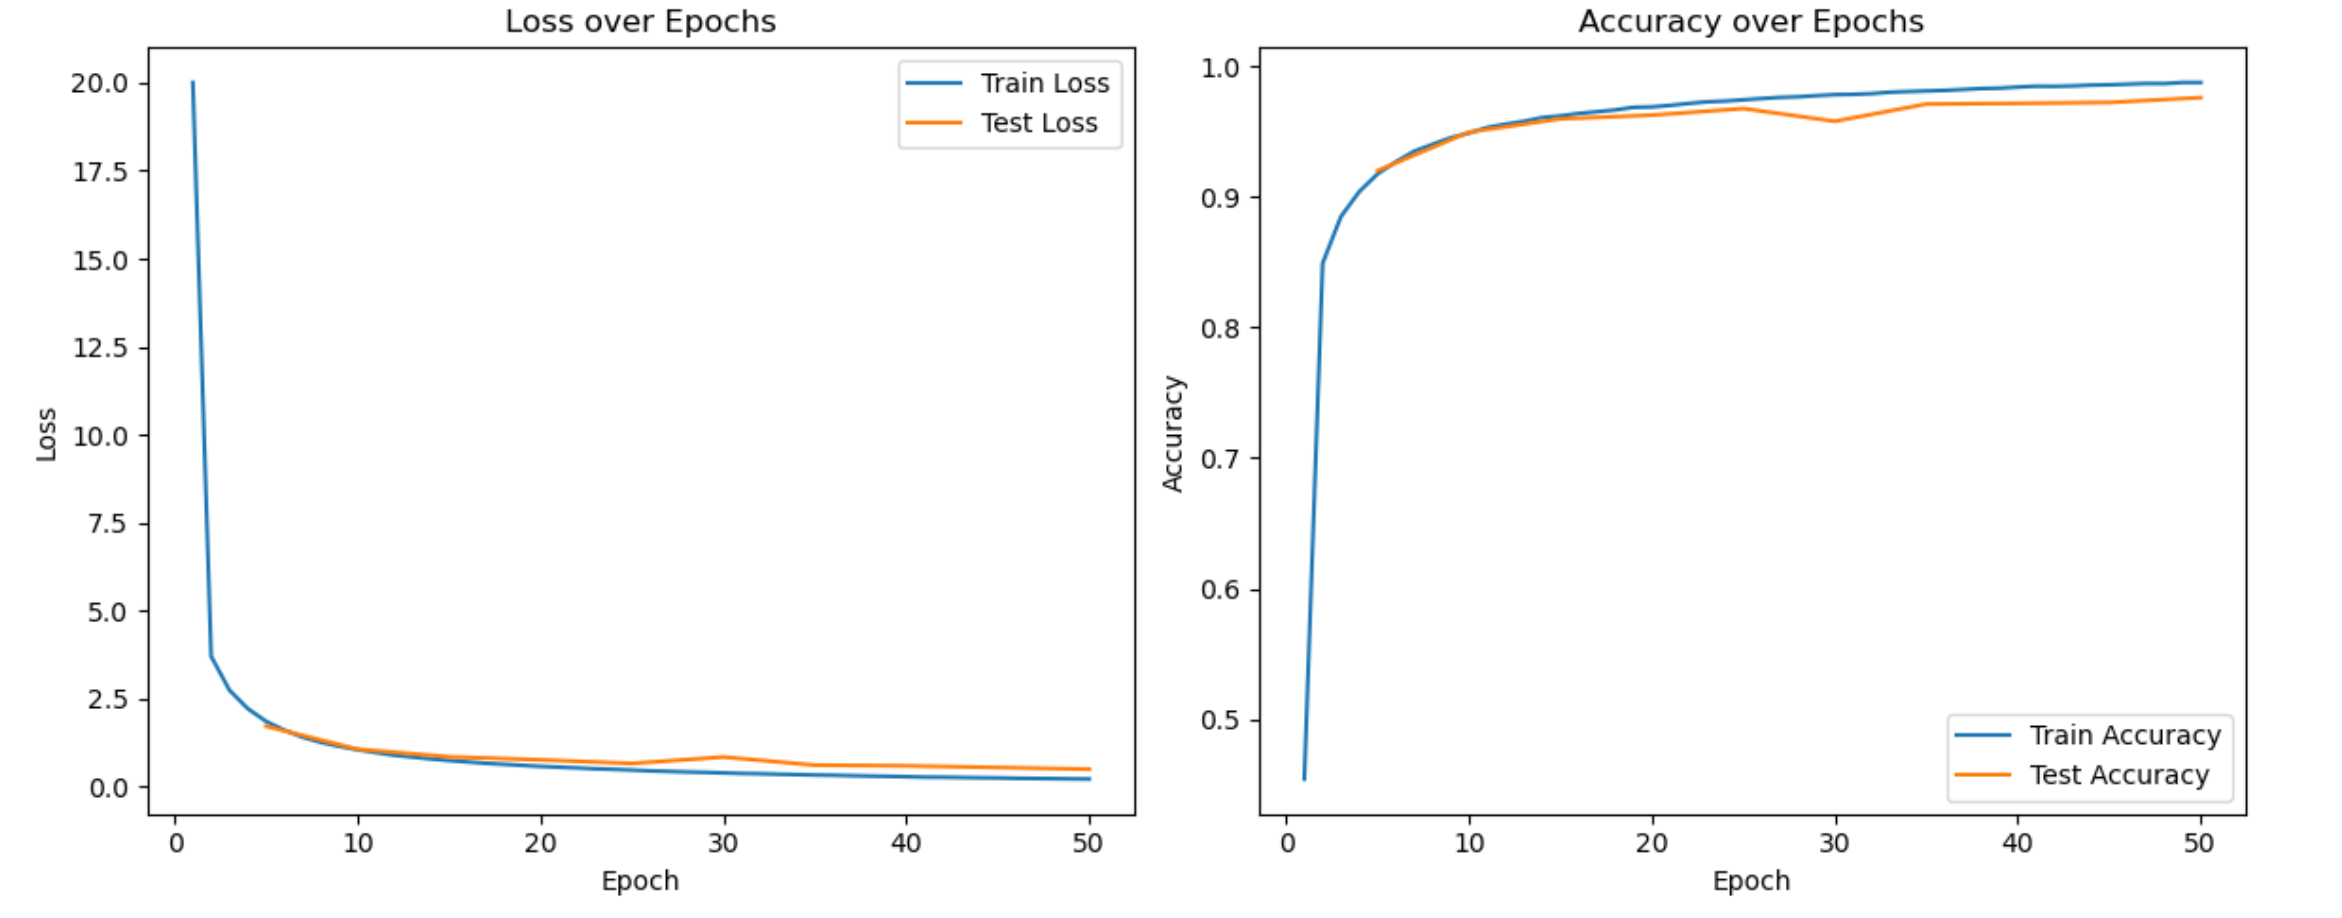 Loss over Epochs
20.0
17.5
15.0
12.5
10.0
7.5
5.0
2.5
0.0
Loss
Train Loss
Test Loss
0 10 20 30 40 50
Epoch
Accuracy over Epochs
1.0
0.9
0.8
0.7
0.6
0.5
Accuracy
Train Accuracy
Test Accuracy
0 10 20 30 40 50
Epoch